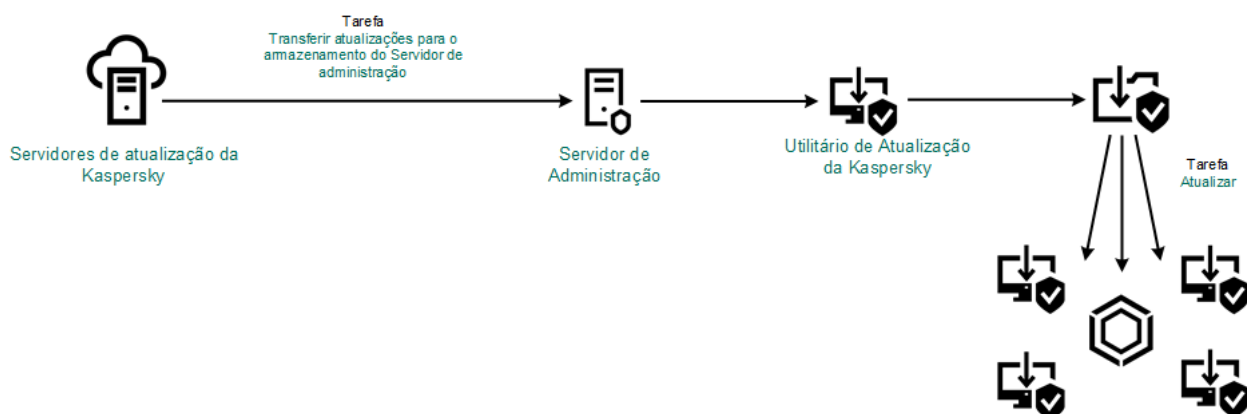 Tarefa
Transferir atualizações para o
armazenamento do Servidor de
administração
Servidores de atualização da
Kaspersky
Servidor de
Administração
Utilitário de Atualização
da Kaspersky
Tarefa
Atualizar